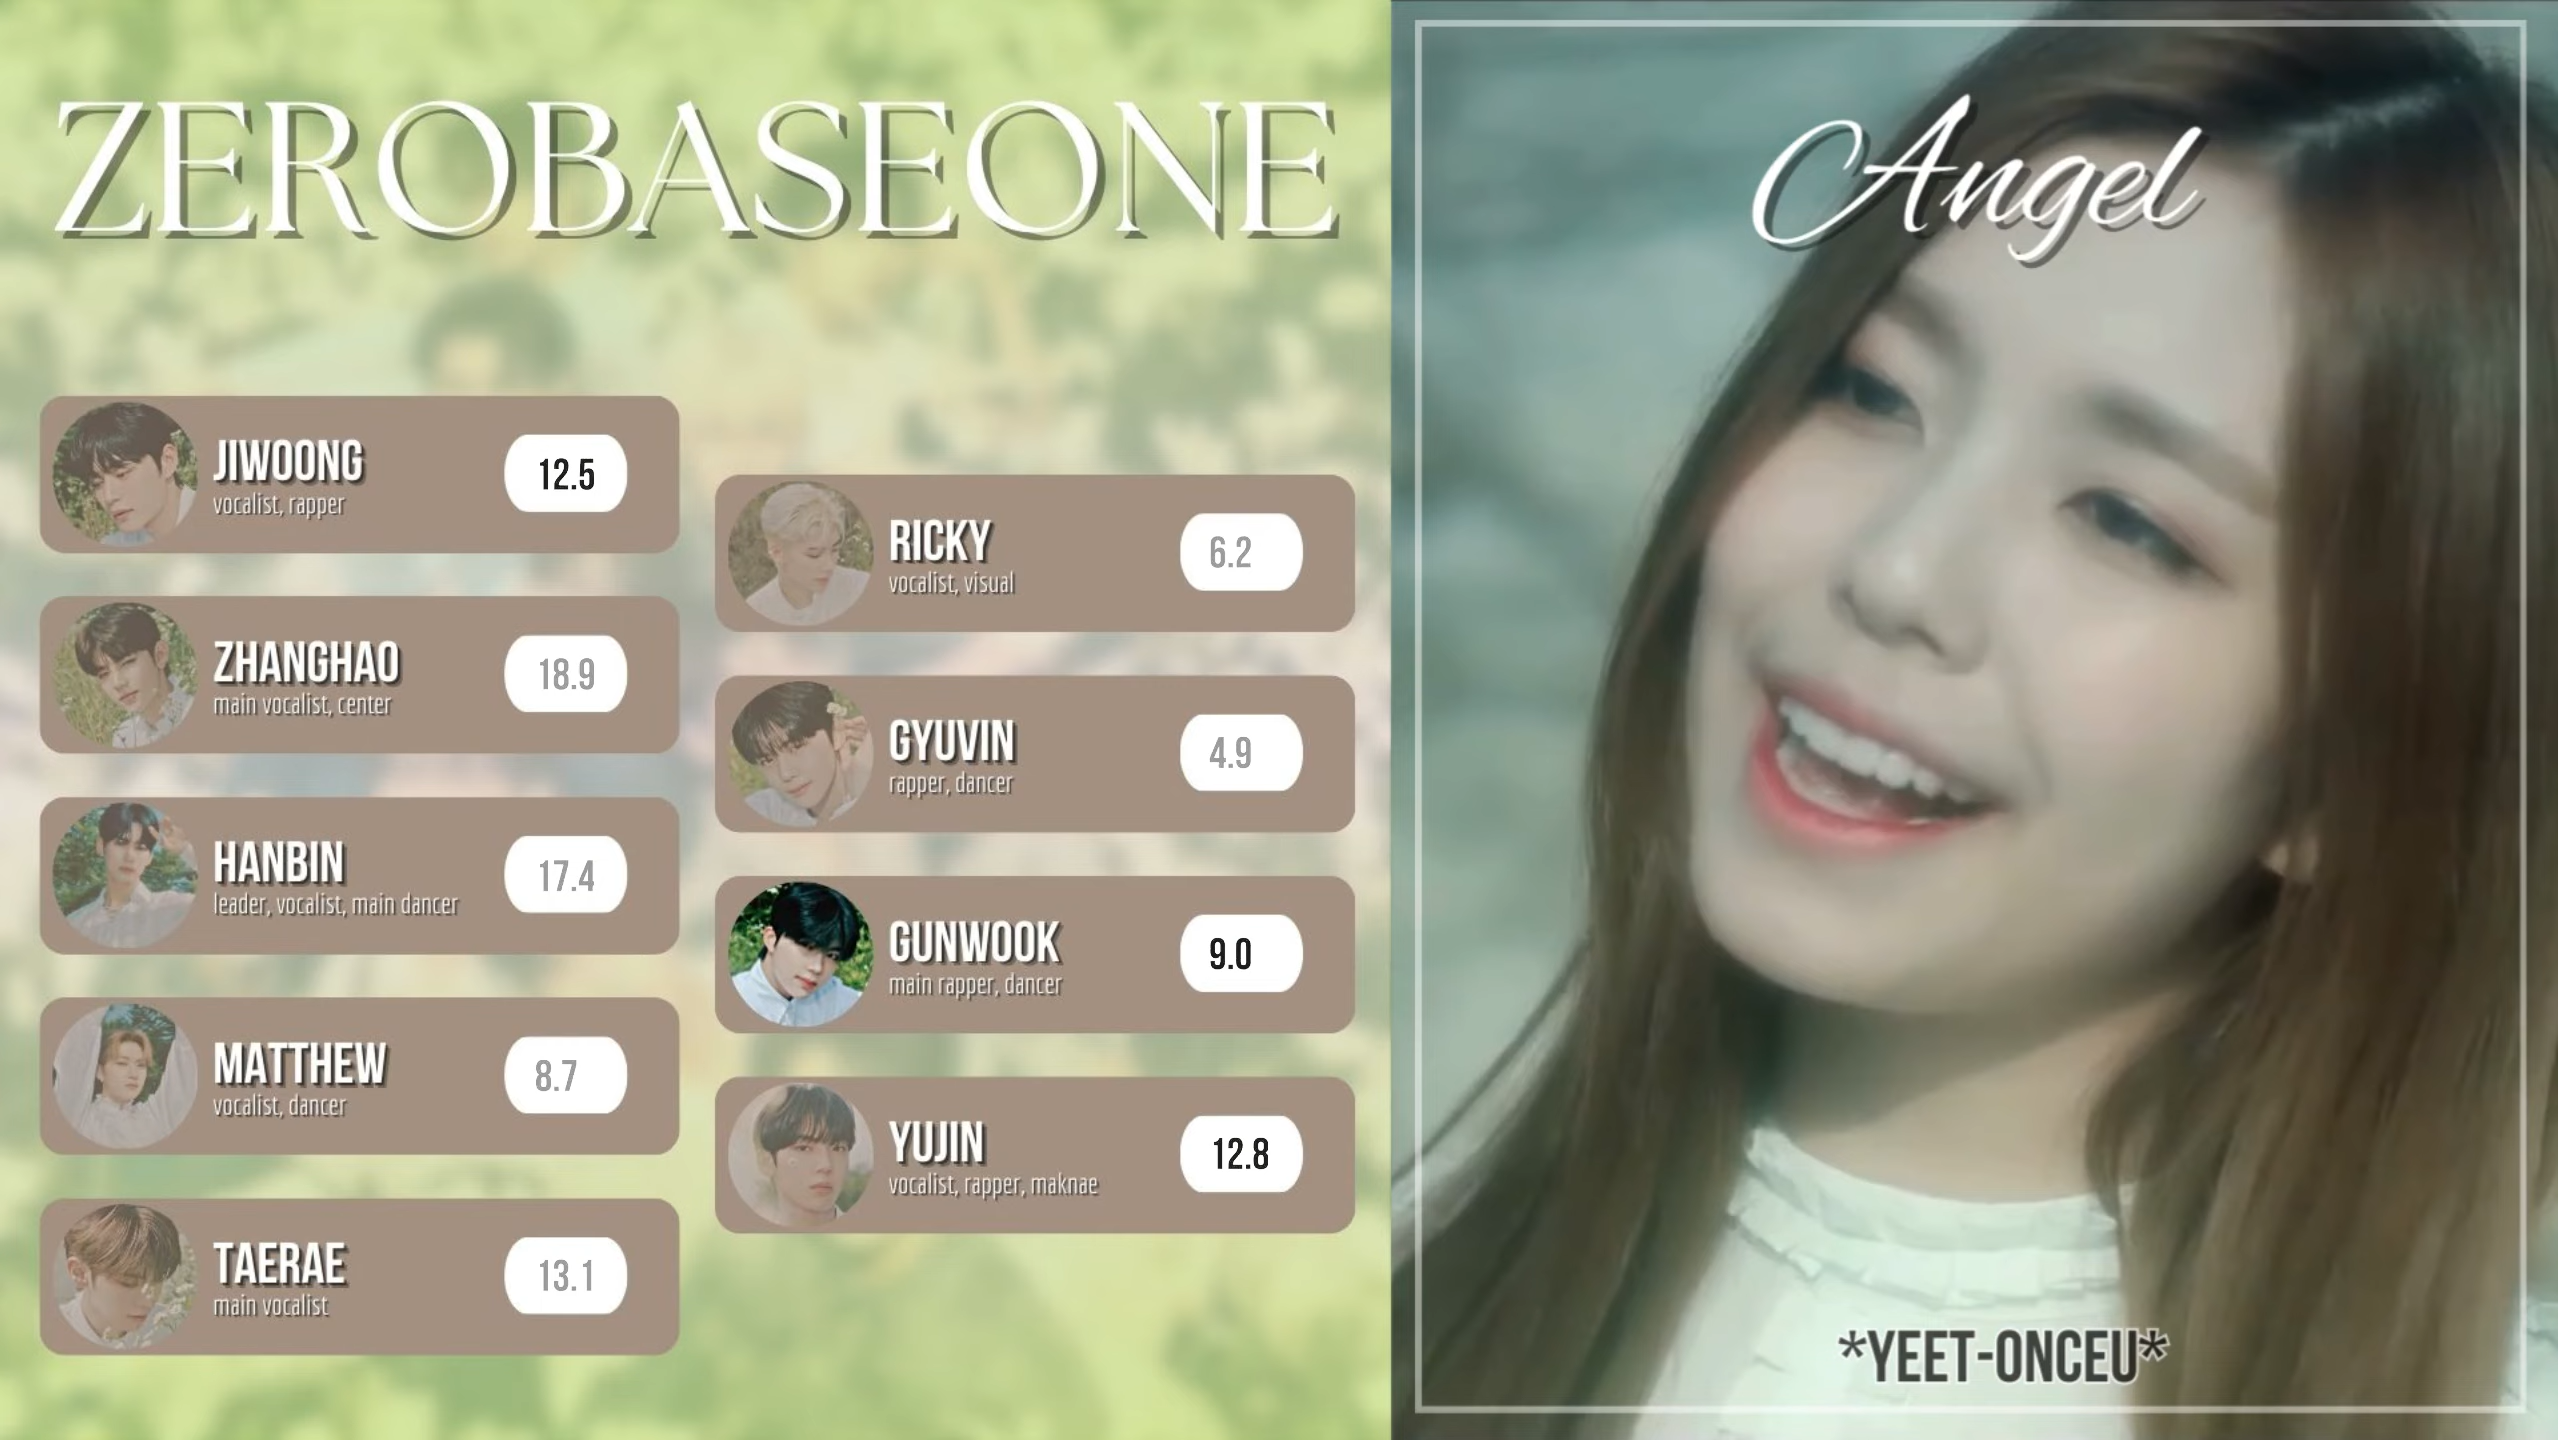 ZEROBASEONE
JIWOONG
vocalist, rapper
12.5
ZHANGHAO
main vocalist, center
18.9
HANBIN
leader, vocalist, main dancer
17.4
MATTHEW
vocalist, dancer
8.7
TAERAE
main vocalist
13.1
RICKY
vocalist, visual
6.2
GYUVIN
rapper, dancer
4.9
GUNWOOK
main rapper, dancer
9.0
YUJIN
vocalist, rapper, maknae
12.8
Angel
*YEET-ONCEU*